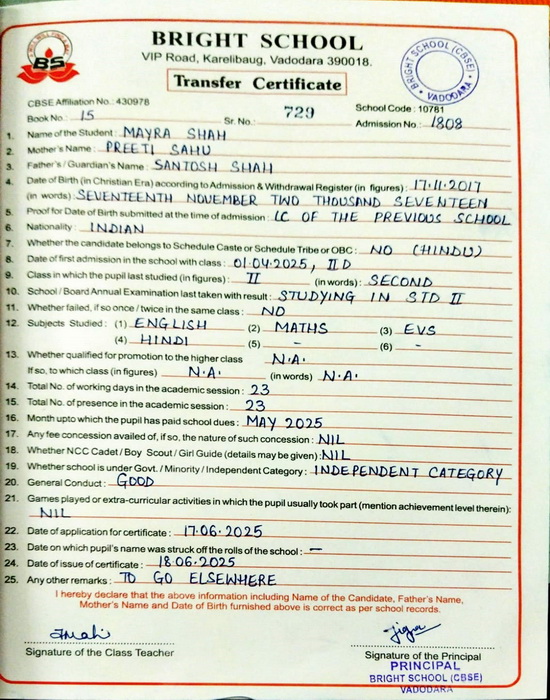 BS
BRIGHT SCHOOL
VIP Road, Karelibaug, Vadodara 390018.
Transfer Certificate
BRIGHT SCHOOL (CBSE)
VADODARA
CBSE Affiliation No.: 430978
School Code : 10781
Book No.: 15 Sr. No.: 729 Admission No.: 1808
1. Name of the Student : MAYRA SHAH
2. Mother's Name : PREETI SAHU
3. Father's / Guardian's Name : SANTOSH SHAH
4. Date of Birth (in Christian Era) according to Admission & Withdrawal Register (in figures) : 17.11.2017
(in words) : SEVENTEENTH NOVEMBER TWO THOUSAND SEVENTEEN
5. Proof for Date of Birth submitted at the time of admission : LC OF THE PREVIOUS SCHOOL
6. Nationality : INDIAN
7. Whether the candidate belongs to Schedule Caste or Schedule Tribe or OBC : NO (HINDU)
8. Date of first admission in the school with class : 01.04.2025, II D
9. Class in which the pupil last studied (in figures) : II (in words) : SECOND
10. School / Board Annual Examination last taken with result : STUDYING IN STD II
11. Whether failed, if so once / twice in the same class : NO
12. Subjects Studied : (1) ENGLISH (2) MATHS (3) EVS
(4) HINDI (5) - (6) -
13. Whether qualified for promotion to the higher class N.A.
If so, to which class (in figures) N.A. (in words) N.A.
14. Total No. of working days in the academic session : 23
15. Total No. of presence in the academic session : 23
16. Month upto which the pupil has paid school dues : MAY 2025
17. Any fee concession availed of, if so, the nature of such concession : NIL
18. Whether NCC Cadet / Boy Scout / Girl Guide (details may be given) : NIL
19. Whether school is under Govt. / Minority / Independent Category : INDEPENDENT CATEGORY
20. General Conduct : GOOD
21. Games played or extra-curricular activities in which the pupil usually took part (mention achievement level therein) :
NIL
22. Date of application for certificate : 17.06.2025
23. Date on which pupil's name was struck off the rolls of the school : —
24. Date of issue of certificate : 18.06.2025
25. Any other remarks : TO GO ELSEWHERE
I hereby declare that the above information including Name of the Candidate, Father's Name,
Mother's Name and Date of Birth furnished above is correct as per school records.
Signature of the Class Teacher
Signature of the Principal
PRINCIPAL
BRIGHT SCHOOL (CBSE)
VADODARA